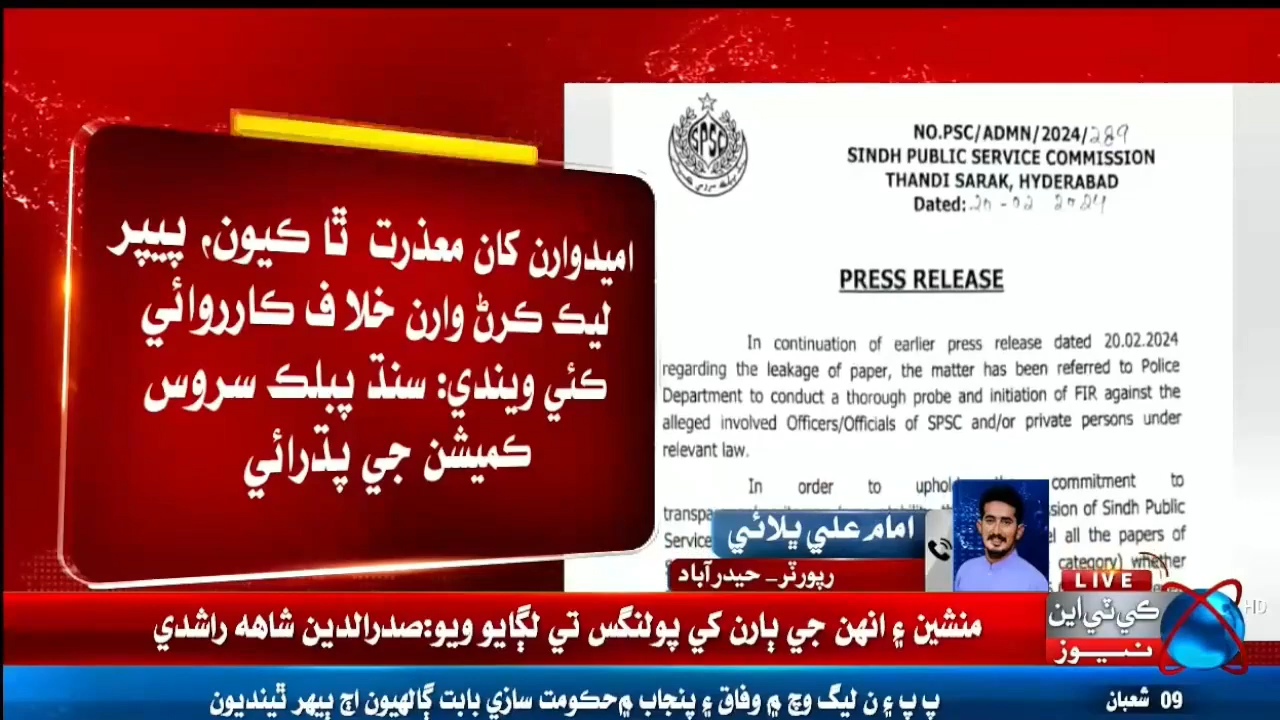 اميدوارن کان معذرت ٿا ڪيون، پيپر
ليڪ ڪرڻ وارن خلاف ڪارروائي
ڪئي ويندي: سنڌ پبلڪ سروس
ڪميشن جي پڌرائي
SPSC
NO.PSC/ADMN/2024/289
SINDH PUBLIC SERVICE COMMISSION
THANDI SARAK, HYDERABAD
Dated: 20-02 2024
PRESS RELEASE
In continuation of earlier press release dated 20.02.2024
regarding the leakage of paper, the matter has been referred to Police
Department to conduct a thorough probe and initiation of FIR against the
alleged involved Officers/Officials of SPSC and/or private persons under
relevant law.
In order to uphold commitment to
sion of Sindh Public
Service all the papers of
category) whether
امام علي ڀلائي
رپورٽر۔ حيدرآباد
LIVE
ڪي ٽي اين
نيوز
HD
منشين ۽ انهن جي ٻارن کي پولنگس تي لڳايو ويو:صدرالدين شاهه راشدي
پ پ ۽ ن ليگ وچ ۾ وفاق ۽ پنجاب ۾حڪومت سازي بابت ڳالهيون اڄ ٻيهر ٿينديون
09 شعبان